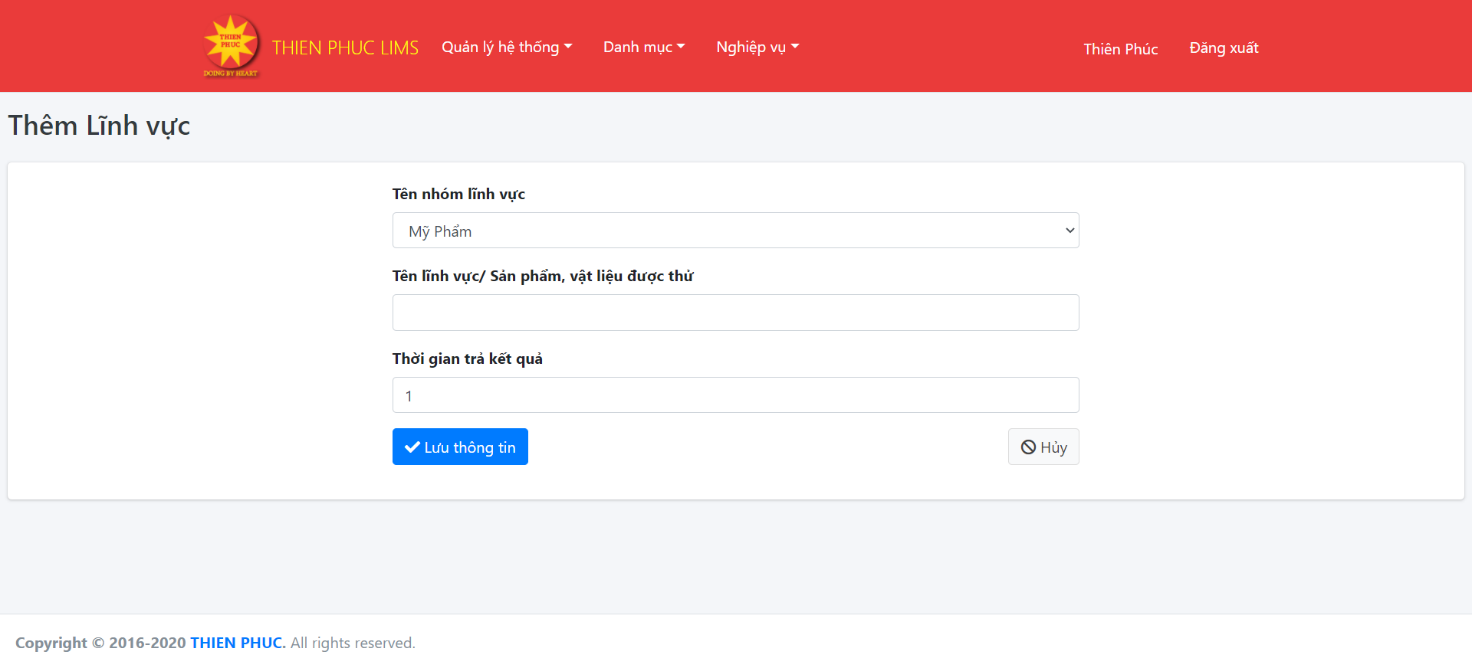 THIEN
PHUC
DOING BY HEART
THIEN PHUC LIMS Quản lý hệ thống Danh mục Nghiệp vụ Thiên Phúc Đăng xuất
Thêm Lĩnh vực
Tên nhóm lĩnh vực
Mỹ Phẩm
Tên lĩnh vực/ Sản phẩm, vật liệu được thử
Thời gian trả kết quả
1
Lưu thông tin Hủy
Copyright © 2016-2020 THIEN PHUC. All rights reserved.